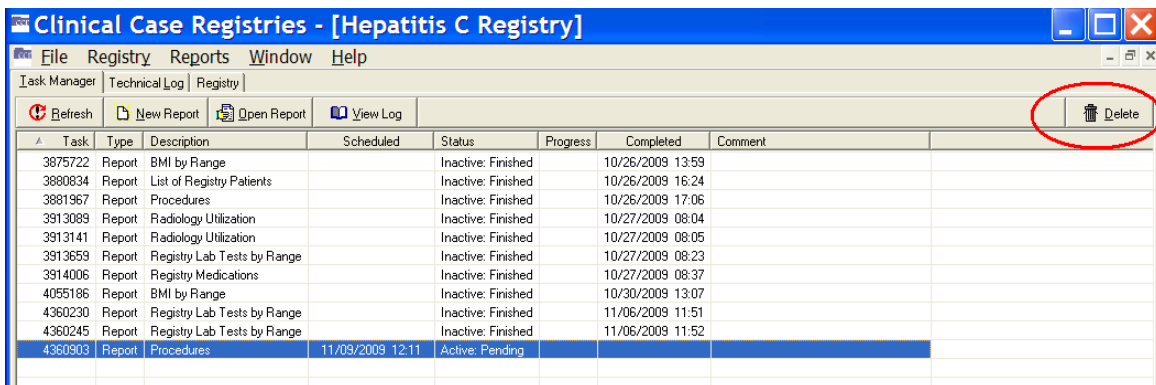 Clinical Case Registries - [Hepatitis C Registry]
File Registry Reports Window Help
Task Manager Technical Log Registry
Refresh New Report Open Report View Log Delete
Task Type Description Scheduled Status Progress Completed Comment
3875722 Report BMI by Range Inactive: Finished 10/26/2009 13:59
3880834 Report List of Registry Patients Inactive: Finished 10/26/2009 16:24
3881967 Report Procedures Inactive: Finished 10/26/2009 17:06
3913089 Report Radiology Utilization Inactive: Finished 10/27/2009 08:04
3913141 Report Radiology Utilization Inactive: Finished 10/27/2009 08:05
3913659 Report Registry Lab Tests by Range Inactive: Finished 10/27/2009 08:23
3914006 Report Registry Medications Inactive: Finished 10/27/2009 08:37
4055186 Report BMI by Range Inactive: Finished 10/30/2009 13:07
4360230 Report Registry Lab Tests by Range Inactive: Finished 11/06/2009 11:51
4360245 Report Registry Lab Tests by Range Inactive: Finished 11/06/2009 11:52
4360903 Report Procedures 11/09/2009 12:11 Active: Pending